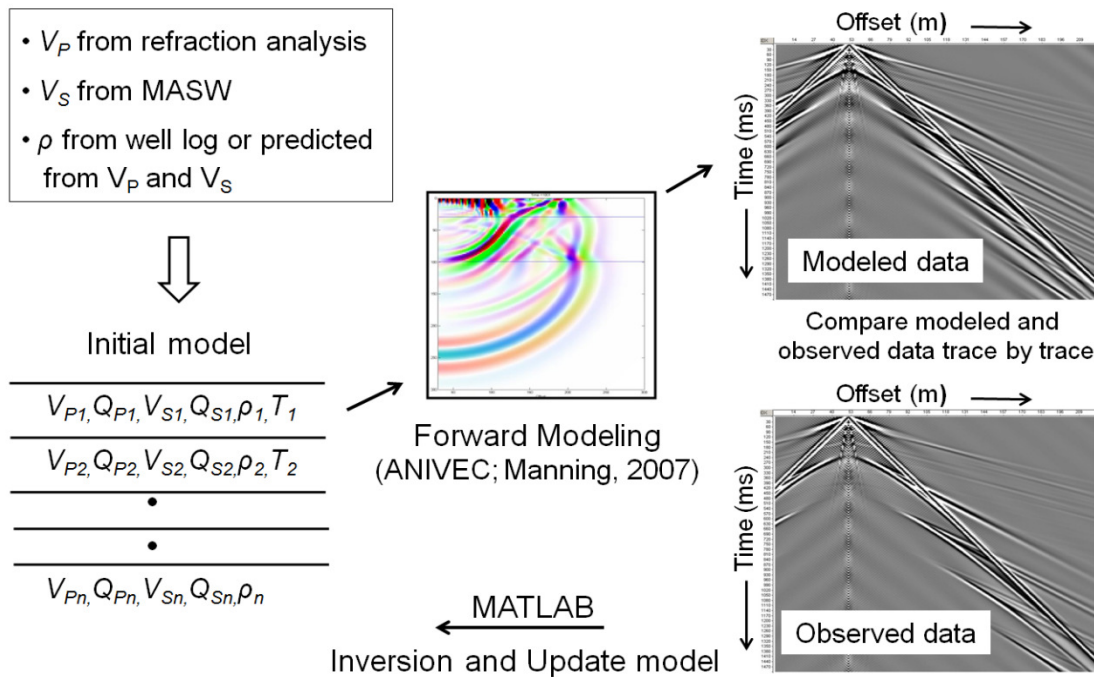 • V_P from refraction analysis
• V_S from MASW
• ρ from well log or predicted
from V_P and V_S
Initial model
V_P1,Q_P1,V_S1,Q_S1,ρ_1,T_1
V_P2,Q_P2,V_S2,Q_S2,ρ_2,T_2
•
•
V_Pn,Q_Pn,V_Sn,Q_Sn,ρ_n
Forward Modeling
(ANIVEC; Manning, 2007)
Offset (m)
Time (ms)
Modeled data
Compare modeled and
observed data trace by trace
Offset (m)
Time (ms)
Observed data
MATLAB
Inversion and Update model